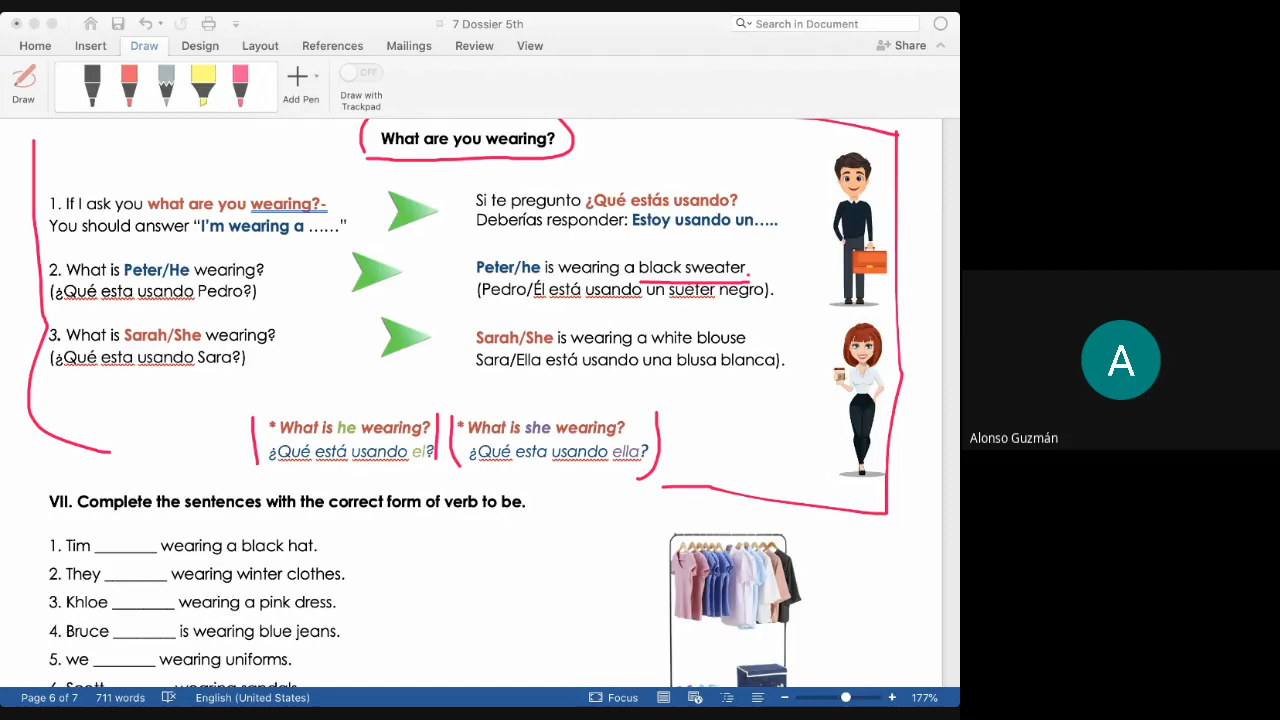 7 Dossier 5th
Search in Document
Home Insert Draw Design Layout References Mailings Review View
Share
Draw
Add Pen
OFF
Draw with
Trackpad
What are you wearing?
1. If I ask you what are you wearing?-
You should answer “I’m wearing a ……”
Si te pregunto ¿Qué estás usando?
Deberías responder: Estoy usando un…..
2. What is Peter/He wearing?
(¿Qué esta usando Pedro?)
Peter/he is wearing a black sweater.
(Pedro/Él está usando un suéter negro).
3. What is Sarah/She wearing?
(¿Qué esta usando Sara?)
Sarah/She is wearing a white blouse
Sara/Ella está usando una blusa blanca).
* What is he wearing?
¿Qué está usando el?
* What is she wearing?
¿Qué esta usando ella?
VII. Complete the sentences with the correct form of verb to be.
1. Tim _______ wearing a black hat.
2. They _______ wearing winter clothes.
3. Khloe _______ wearing a pink dress.
4. Bruce _______ is wearing blue jeans.
5. we _______ wearing uniforms.
Page 6 of 7
711 words
English (United States)
Focus
177%
A
Alonso Guzmán